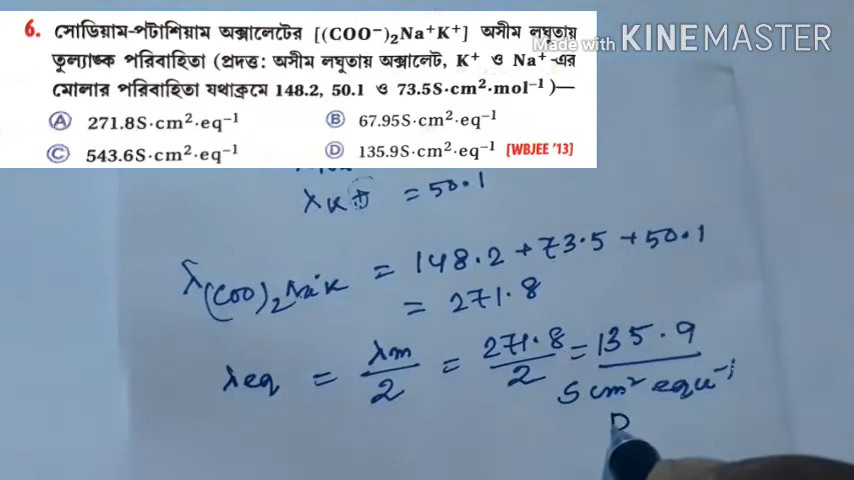 6. সোডিয়াম-পটাশিয়াম অক্সালেটের [(COO⁻)₂Na⁺K⁺] অসীম লঘুতায়
Made with KINEMASTER
তুল্যাঙ্ক পরিবাহিতা (প্রদত্ত: অসীম লঘুতায় অক্সালেট, K⁺ ও Na⁺-এর
মোলার পরিবাহিতা যথাক্রমে 148.2, 50.1 ও 73.5S·cm²·mol⁻¹)—
A 271.8S·cm²·eq⁻¹ B 67.95S·cm²·eq⁻¹
C 543.6S·cm²·eq⁻¹ D 135.9S·cm²·eq⁻¹ [WBJEE '13]
λK+ = 50.1
λ(COO)₂Na·K = 148.2 + 73.5 + 50.1
= 271.8
λeq = λm/2 = 271.8/2 = 135.9
S cm² equ⁻¹
D